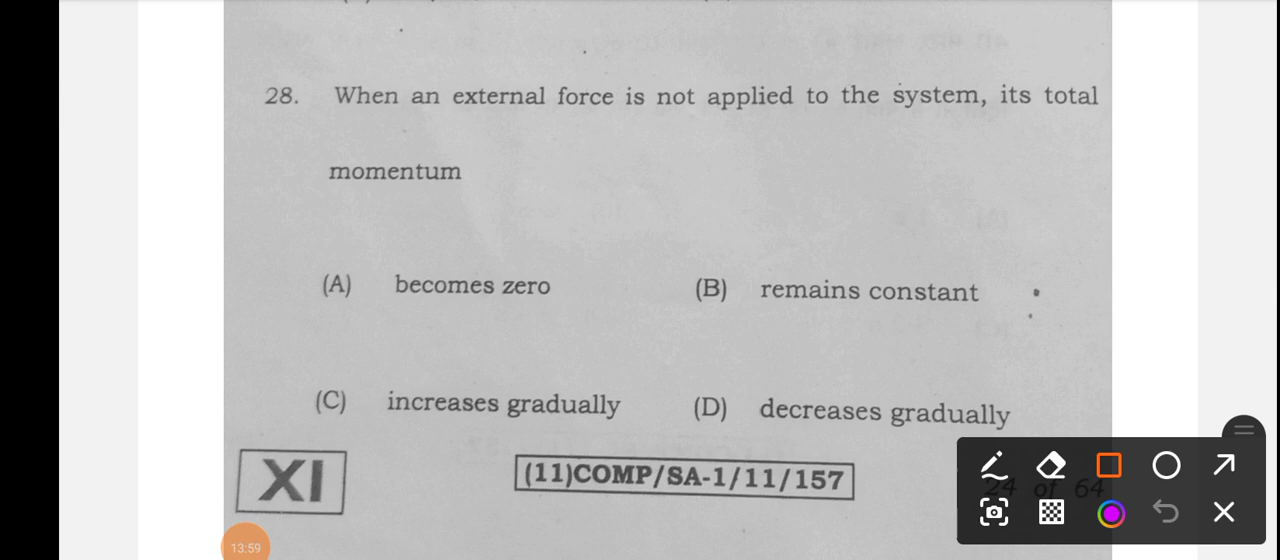 28. When an external force is not applied to the system, its total
momentum
(A) becomes zero (B) remains constant
(C) increases gradually (D) decreases gradually
XI (11)COMP/SA-1/11/157
24 of 64
13:59